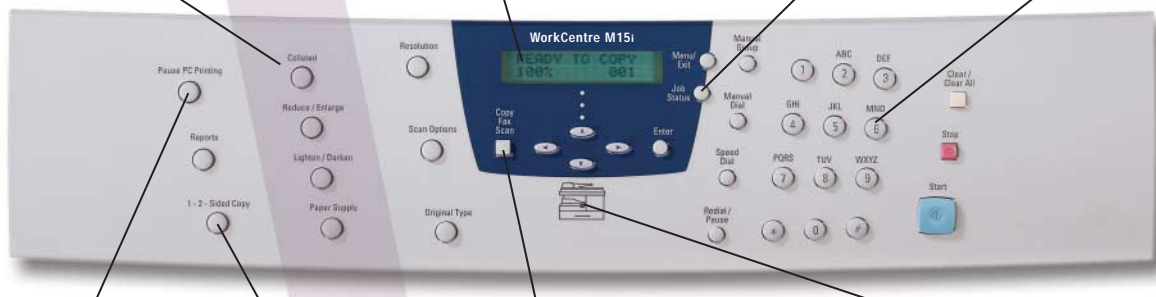 WorkCentre M15i
READY TO COPY
100% 001
Pause PC Printing
Reports
1 - 2 - Sided Copy
Collated
Reduce / Enlarge
Lighten / Darken
Paper Supply
Resolution
Scan Options
Original Type
Copy
Fax
Scan
Menu/
Exit
Job
Status
Enter
Manual
Group
Manual
Dial
Speed
Dial
Redial /
Pause
ABC
DEF
1
2
3
GHI
JKL
MNO
4
5
6
PQRS
TUV
WXYZ
7
8
9
*
0
#
Clear /
Clear All
Stop
Start